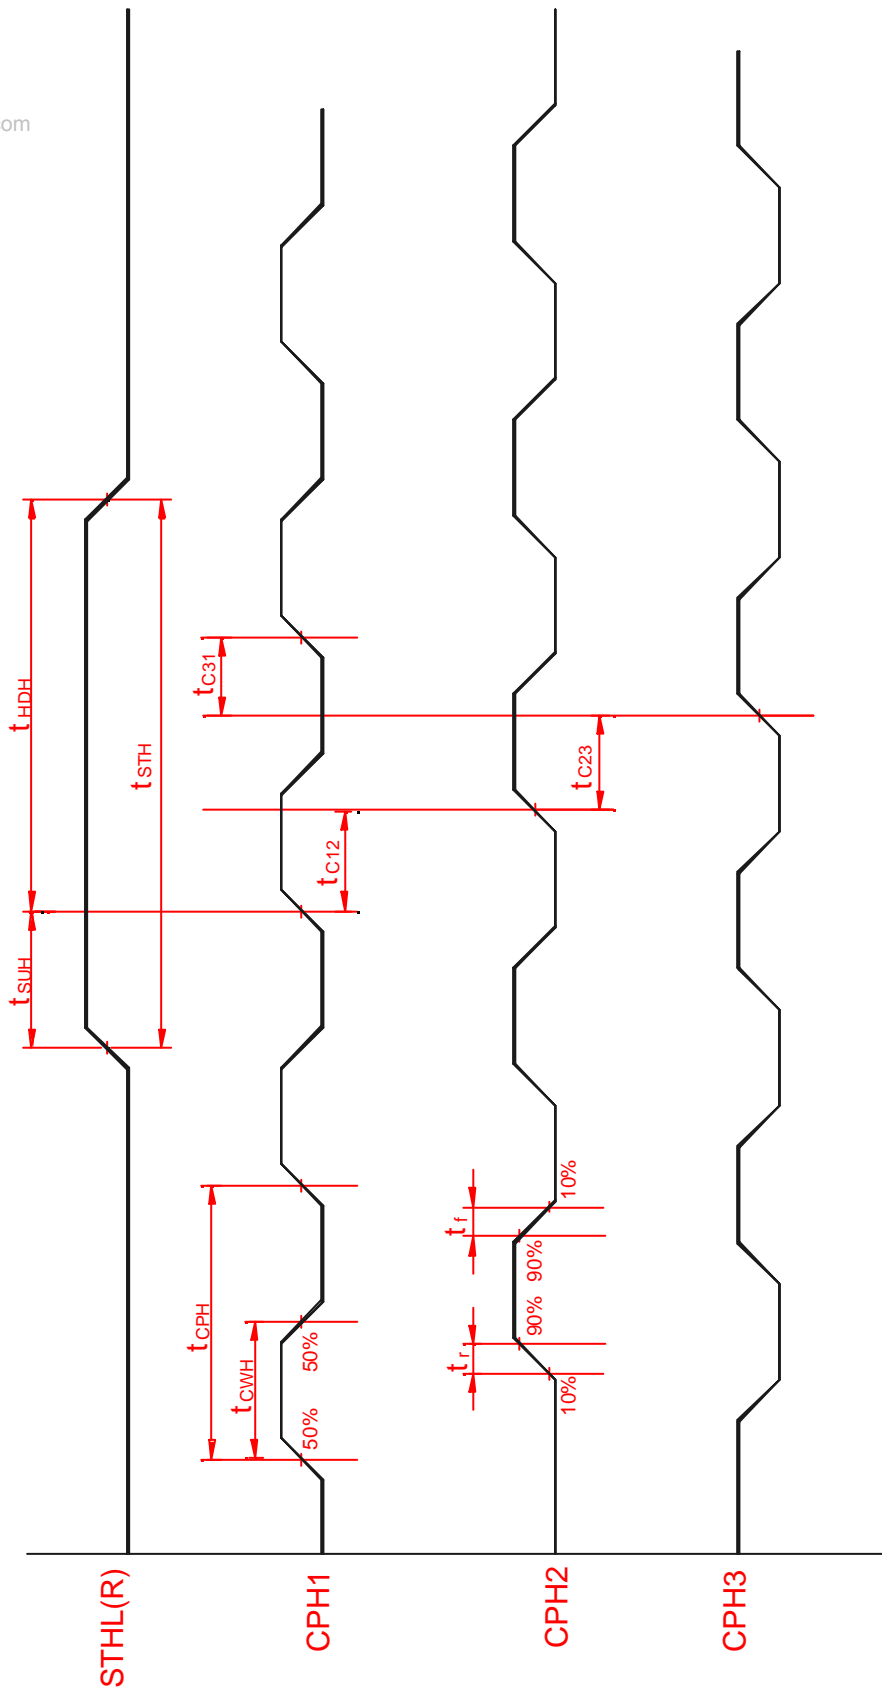 STHL(R)
tSUH
tHDH
tSTH
CPH1
tCPH
tCWH
50%
50%
tC12
tC31
CPH2
tr
tf
10%
90%
90%
10%
tC23
CPH3
om